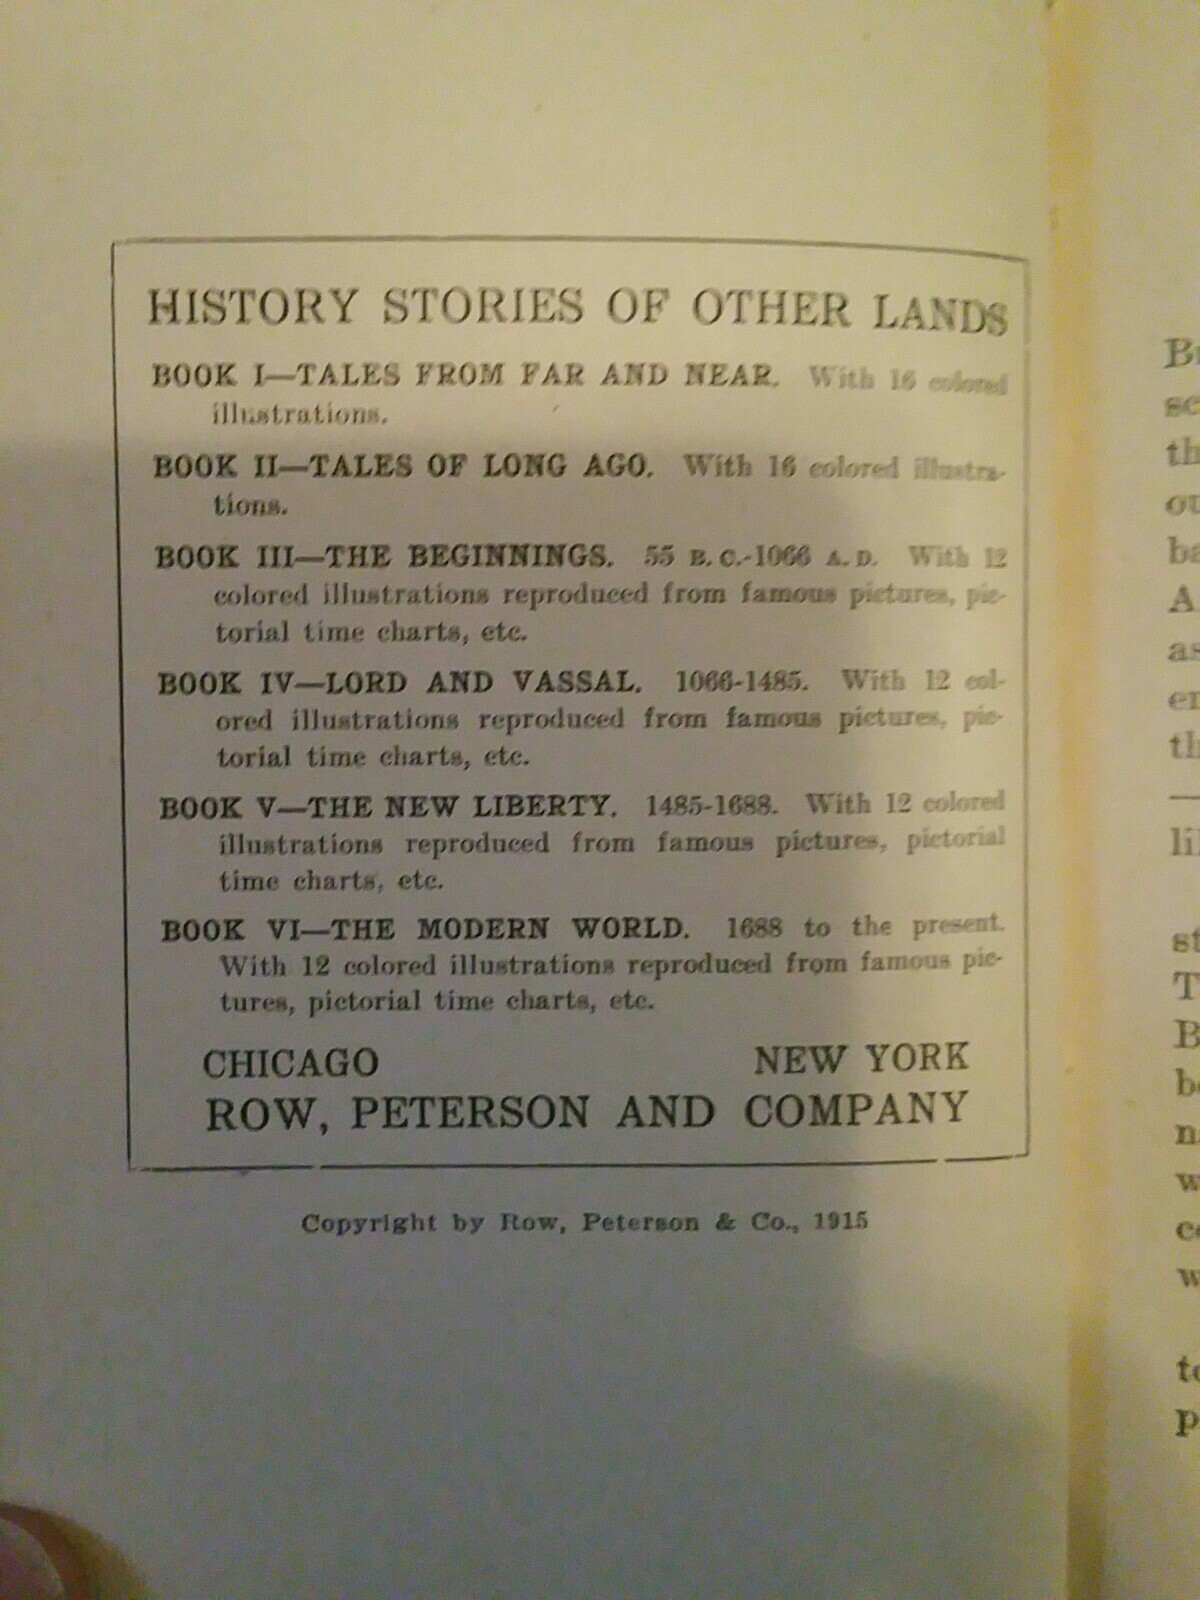 HISTORY STORIES OF OTHER LANDS
BOOK I—TALES FROM FAR AND NEAR. With 16 colored
illustrations.
BOOK II—TALES OF LONG AGO. With 16 colored illustra-
tions.
BOOK III—THE BEGINNINGS. 55 B. C.-1066 A. D. With 12
colored illustrations reproduced from famous pictures, pic-
torial time charts, etc.
BOOK IV—LORD AND VASSAL. 1066-1485. With 12 col-
ored illustrations reproduced from famous pictures, pic-
torial time charts, etc.
BOOK V—THE NEW LIBERTY. 1485-1688. With 12 colored
illustrations reproduced from famous pictures, pictorial
time charts, etc.
BOOK VI—THE MODERN WORLD. 1688 to the present.
With 12 colored illustrations reproduced from famous pic-
tures, pictorial time charts, etc.
CHICAGO NEW YORK
ROW, PETERSON AND COMPANY
Copyright by Row, Peterson & Co., 1915